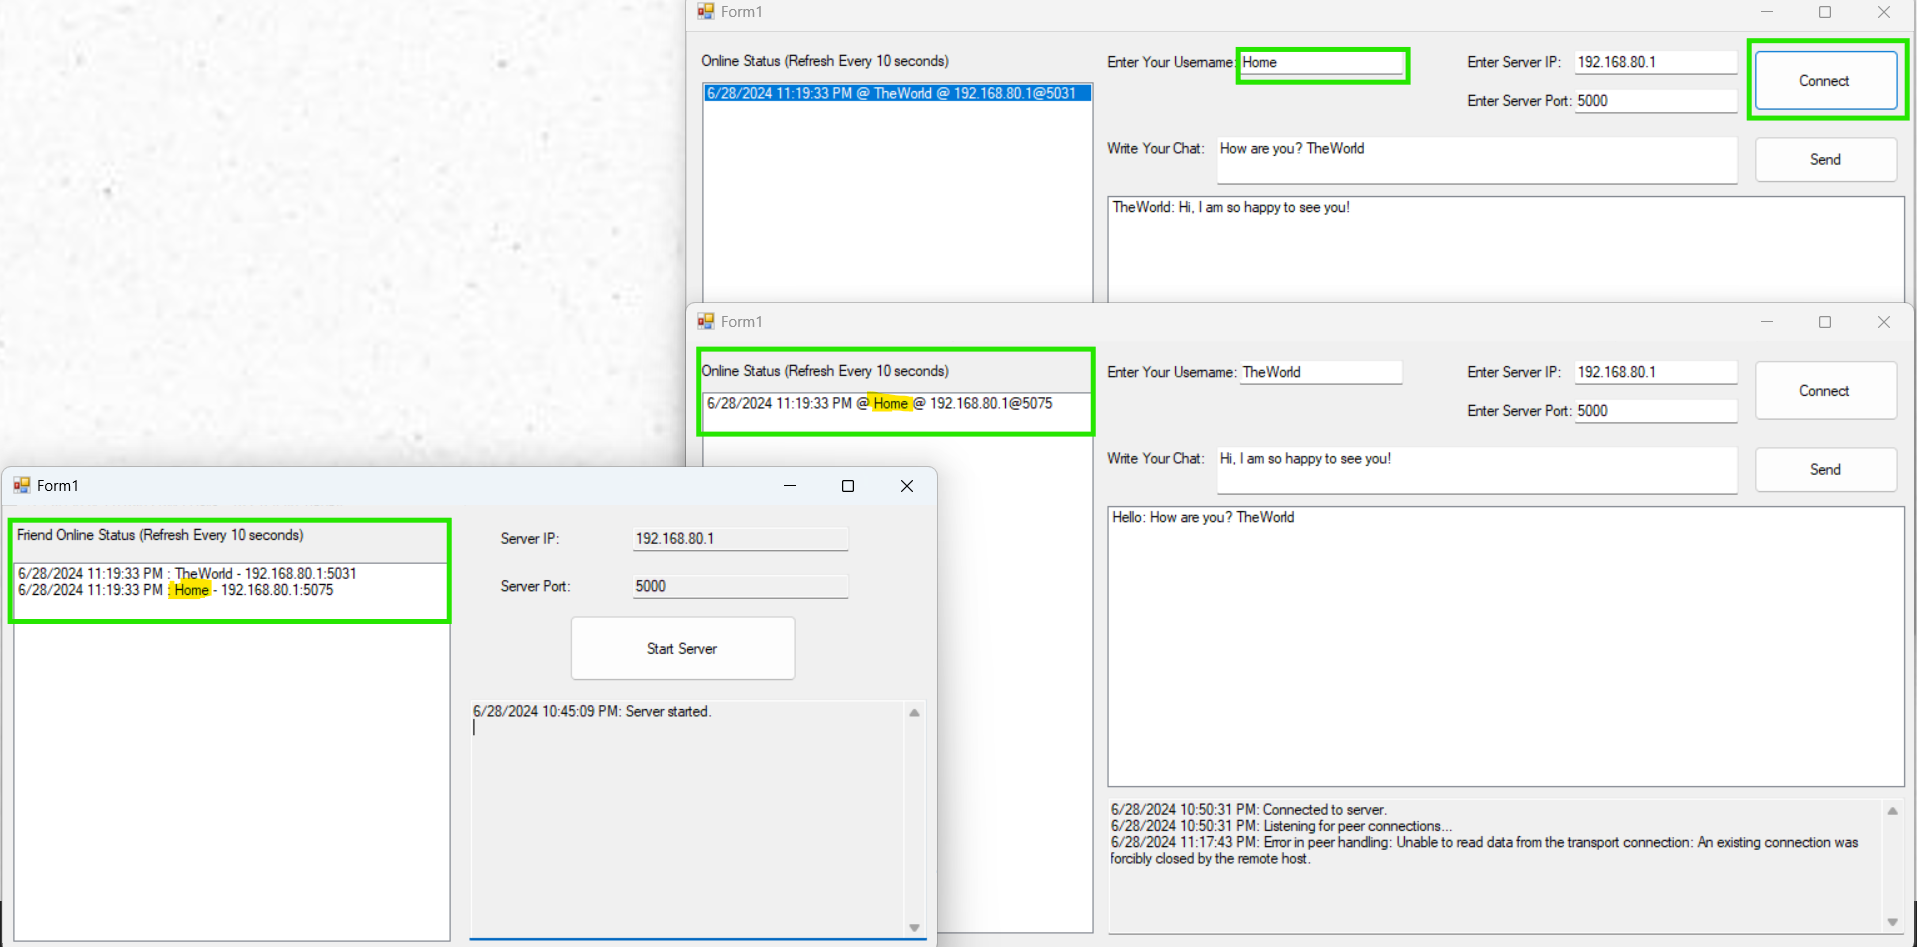 Form1
Online Status (Refresh Every 10 seconds)
6/28/2024 11:19:33 PM @ TheWorld @ 192.168.80.1@5031
Enter Your Username: Home
Enter Server IP: 192.168.80.1
Enter Server Port: 5000
Connect
Write Your Chat: How are you? TheWorld
Send
TheWorld: Hi, I am so happy to see you!
Form1
Online Status (Refresh Every 10 seconds)
6/28/2024 11:19:33 PM @ Home @ 192.168.80.1@5075
Enter Your Username: TheWorld
Enter Server IP: 192.168.80.1
Enter Server Port: 5000
Connect
Write Your Chat: Hi, I am so happy to see you!
Send
Hello: How are you? TheWorld
6/28/2024 10:50:31 PM: Connected to server.
6/28/2024 10:50:31 PM: Listening for peer connections...
6/28/2024 11:17:43 PM: Error in peer handling: Unable to read data from the transport connection: An existing connection was
forcibly closed by the remote host.
Form1
Friend Online Status (Refresh Every 10 seconds)
6/28/2024 11:19:33 PM : TheWorld - 192.168.80.1:5031
6/28/2024 11:19:33 PM : Home - 192.168.80.1:5075
Server IP: 192.168.80.1
Server Port: 5000
Start Server
6/28/2024 10:45:09 PM: Server started.